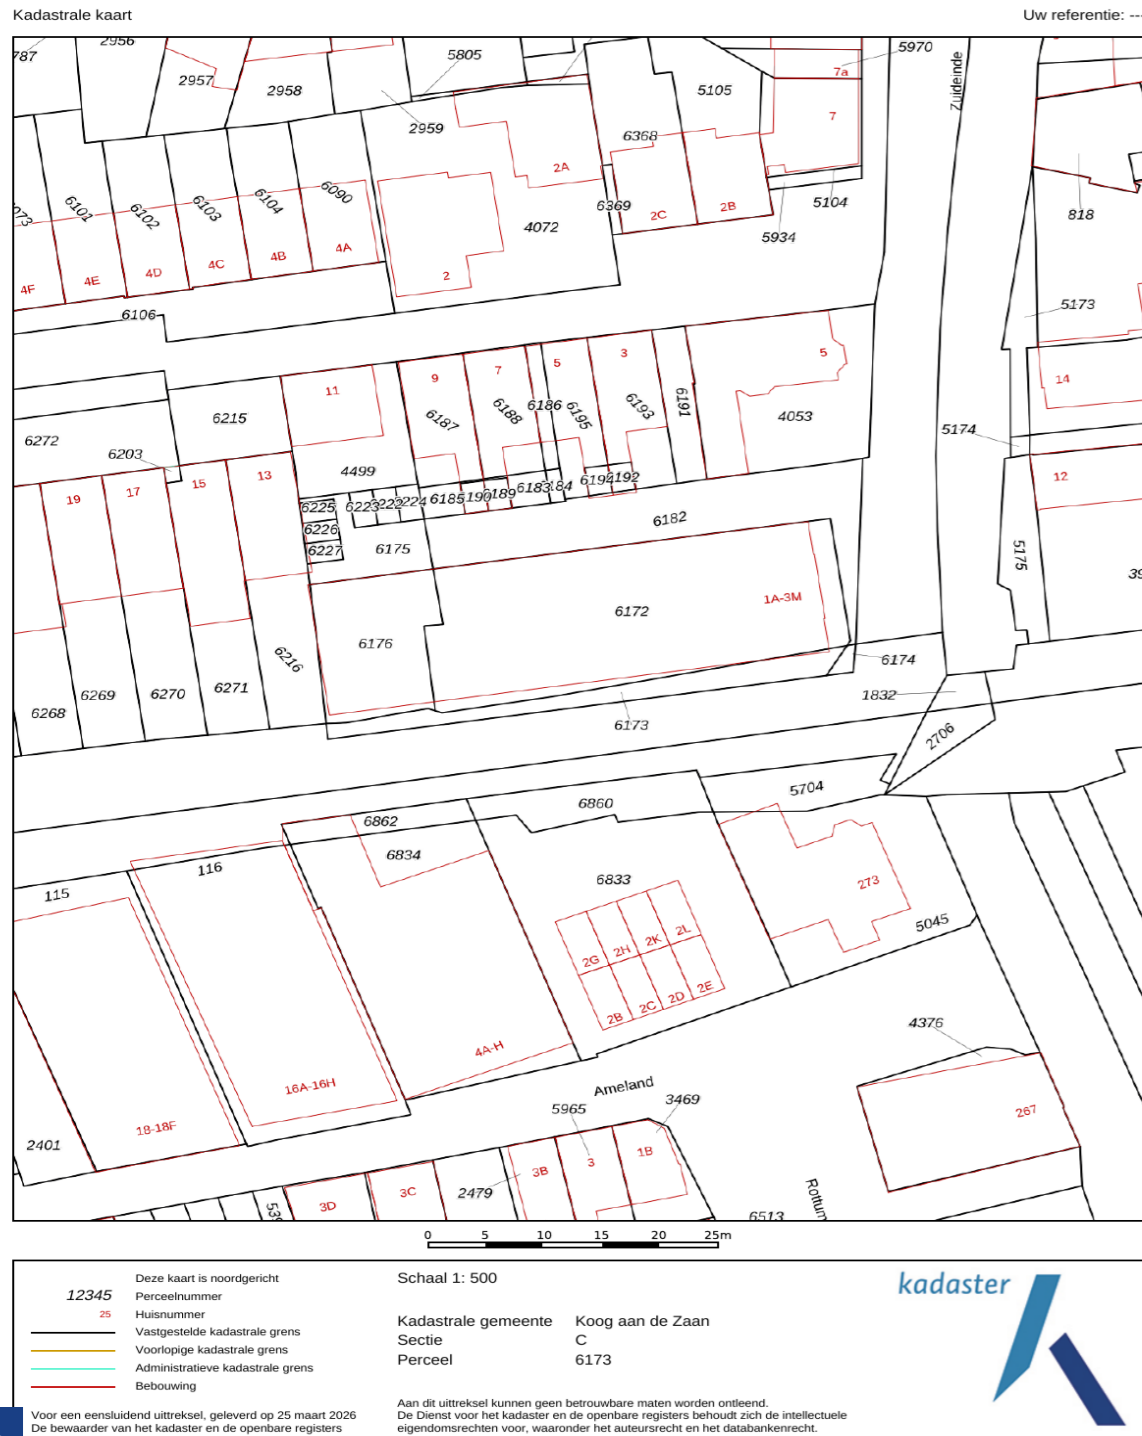 Kadastrale kaart
Uw referentie: --
787
2956
2957
2958
5805
2959
5105
5970
7a
7
Zuideinde
6368
2A
6101
6102
6103
6104
6090
4F
4E
4D
4C
4B
4A
2
4072
6369
2C
2B
5934
5104
818
6106
5173
11
9
7
5
3
5
14
6215
6187
6188
6186
6195
6193
6191
4053
6272
6203
5174
19
17
15
13
4499
12
6225
6226
6227
6223
6185
6183
6192
6182
6175
5175
6172
1A-3M
6176
6216
6174
1832
2706
6268
6269
6270
6271
6173
5704
6860
6862
6834
116
115
6833
273
5045
2G
2H
2K
2L
2B
2C
2D
2E
4A-H
16A-16H
18-18F
2401
4376
267
Ameland
5965
3469
3D
3C
2479
3B
3
1B
6513
0 5 10 15 20 25m
Deze kaart is noordgericht
12345 Perceelnummer
25 Huisnummer
Vastgestelde kadastrale grens
Voorlopige kadastrale grens
Administratieve kadastrale grens
Bebouwing
Voor een eensluidend uittreksel, geleverd op 25 maart 2026
De bewaarder van het kadaster en de openbare registers
Schaal 1: 500
Kadastrale gemeente Koog aan de Zaan
Sectie C
Perceel 6173
Aan dit uittreksel kunnen geen betrouwbare maten worden ontleend.
De Dienst voor het kadaster en de openbare registers behoudt zich de intellectuele
eigendomsrechten voor, waaronder het auteursrecht en het databankenrecht.
kadaster